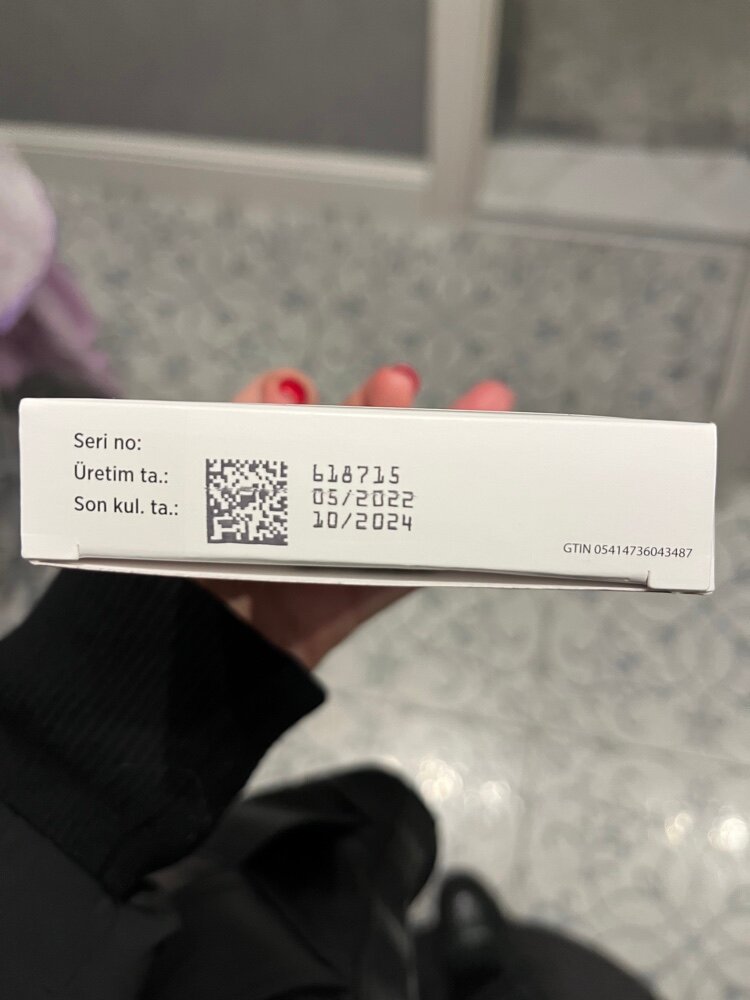 Seri no: 618715
Üretim ta.: 05/2022
Son kul. ta.: 10/2024
GTIN 05414736043487